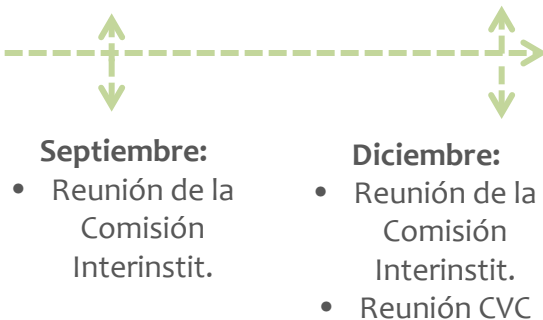 Septiembre:
• Reunión de la
Comisión
Interinstit.
Diciembre:
• Reunión de la
Comisión
Interinstit.
• Reunión CVC